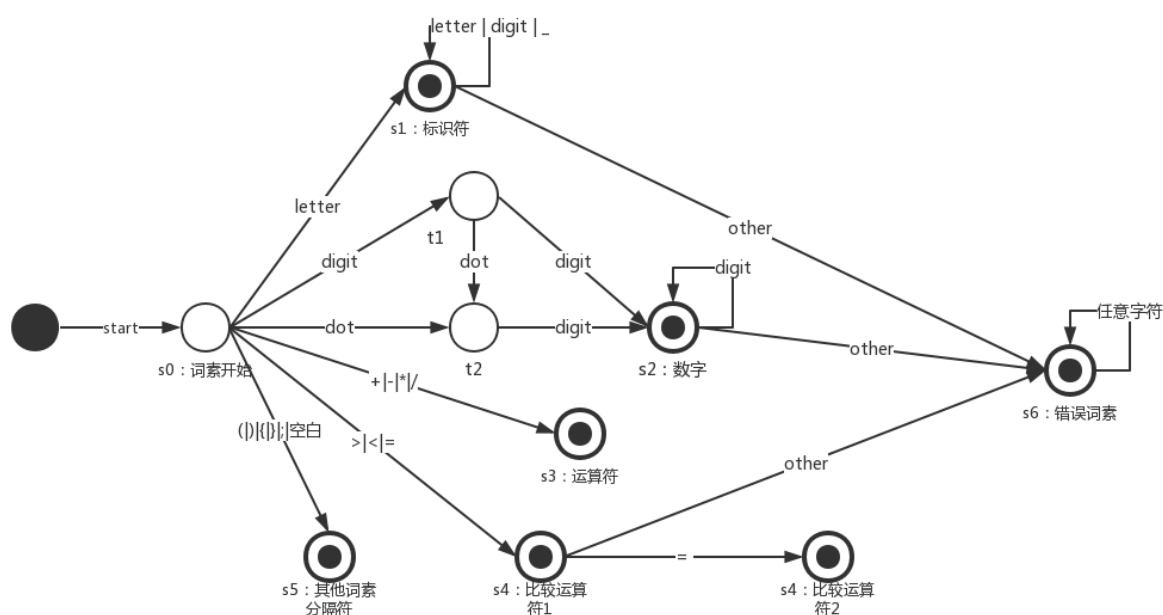 letter | digit | _
s1：标识符
letter
other
t1
digit
dot
digit
digit
任意字符
start
dot
digit
s0：词素开始
t2
s2：数字
other
s6：错误词素
+|-|*|/
(|)|{|}|;|空白
>|<|=
s3：运算符
other
=
s5：其他词素
分隔符
s4：比较运算
符1
s4：比较运算
符2